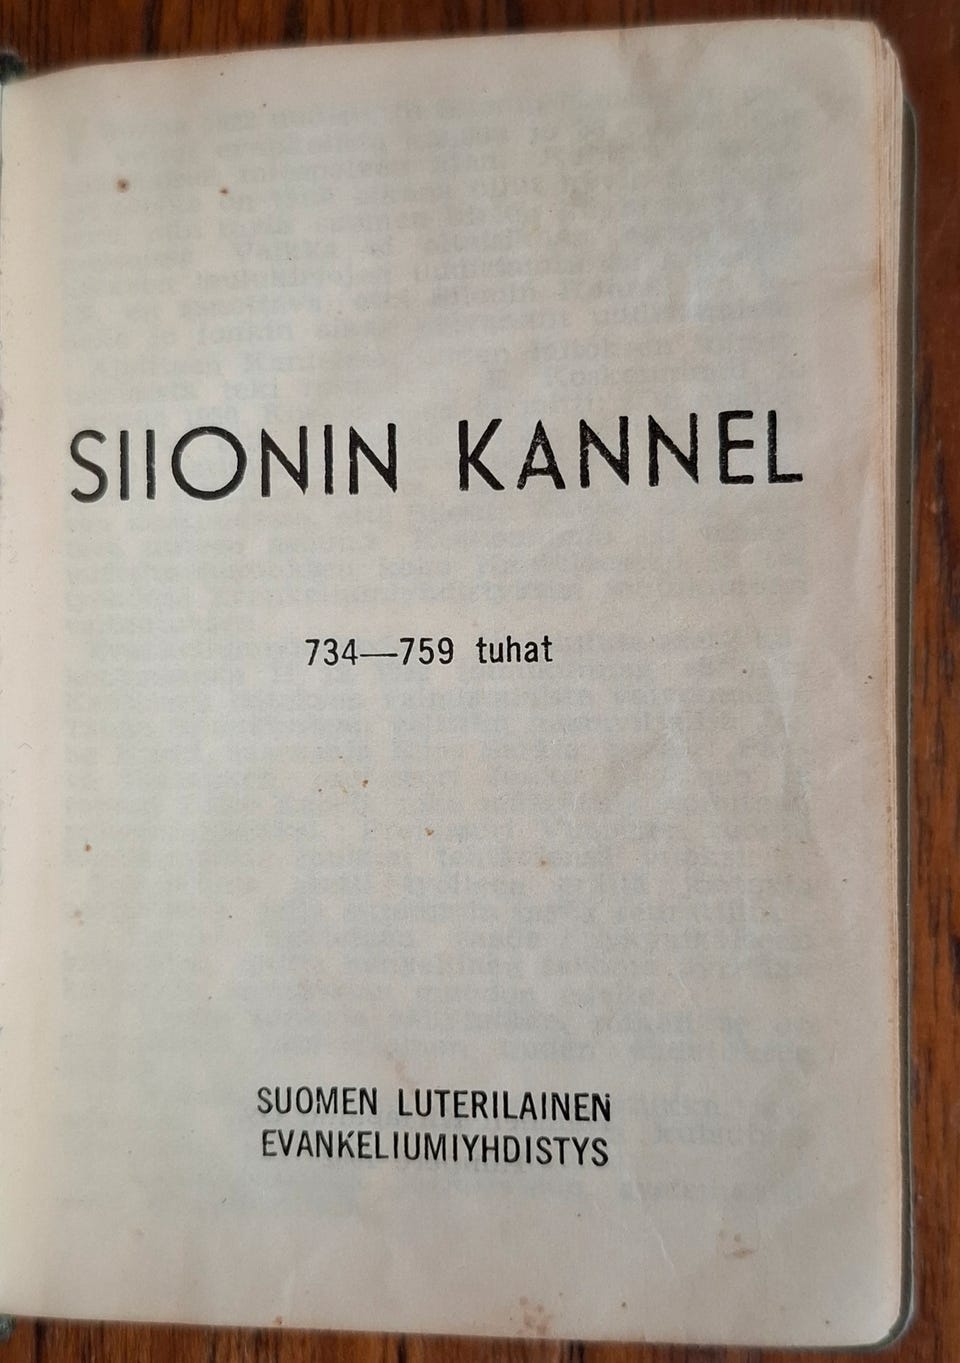 SIIONIN KANNEL
734—759 tuhat
SUOMEN LUTERILAINEN
EVANKELIUMIYHDISTYS